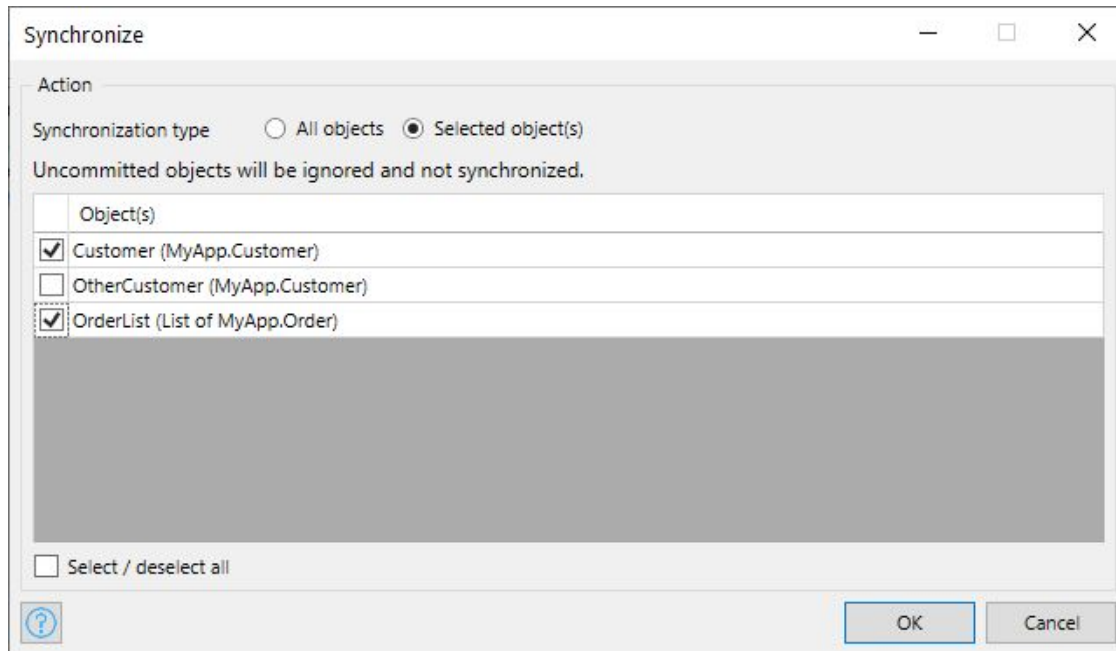 Synchronize
Action
Synchronization type All objects Selected object(s)
Uncommitted objects will be ignored and not synchronized.
Object(s)
Customer (MyApp.Customer)
OtherCustomer (MyApp.Customer)
OrderList (List of MyApp.Order)
Select / deselect all
? OK Cancel